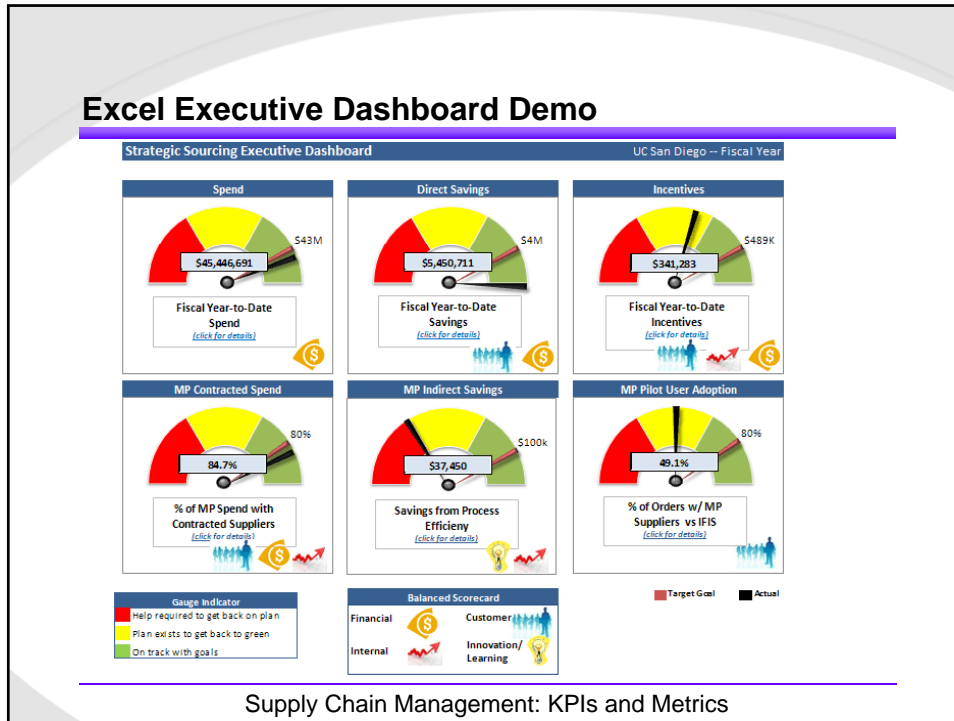 Excel Executive Dashboard Demo
Strategic Sourcing Executive Dashboard
UC San Diego -- Fiscal Year
Spend
$43M
$45,446,691
Fiscal Year-to-Date
Spend
(click for details)
Direct Savings
$4M
$5,450,711
Fiscal Year-to-Date
Savings
(click for details)
Incentives
$489K
$341,283
Fiscal Year-to-Date
Incentives
(click for details)
MP Contracted Spend
80%
84.7%
% of MP Spend with
Contracted Suppliers
(click for details)
MP Indirect Savings
$100k
$37,450
Savings from Process
Efficieny
(click for details)
MP Pilot User Adoption
80%
49.1%
% of Orders w/ MP
Suppliers vs IFIS
(click for details)
Gauge Indicator
Help required to get back on plan
Plan exists to get back to green
On track with goals
Balanced Scorecard
Financial
Customer
Internal
Innovation/
Learning
Target Goal
Actual
Supply Chain Management: KPIs and Metrics